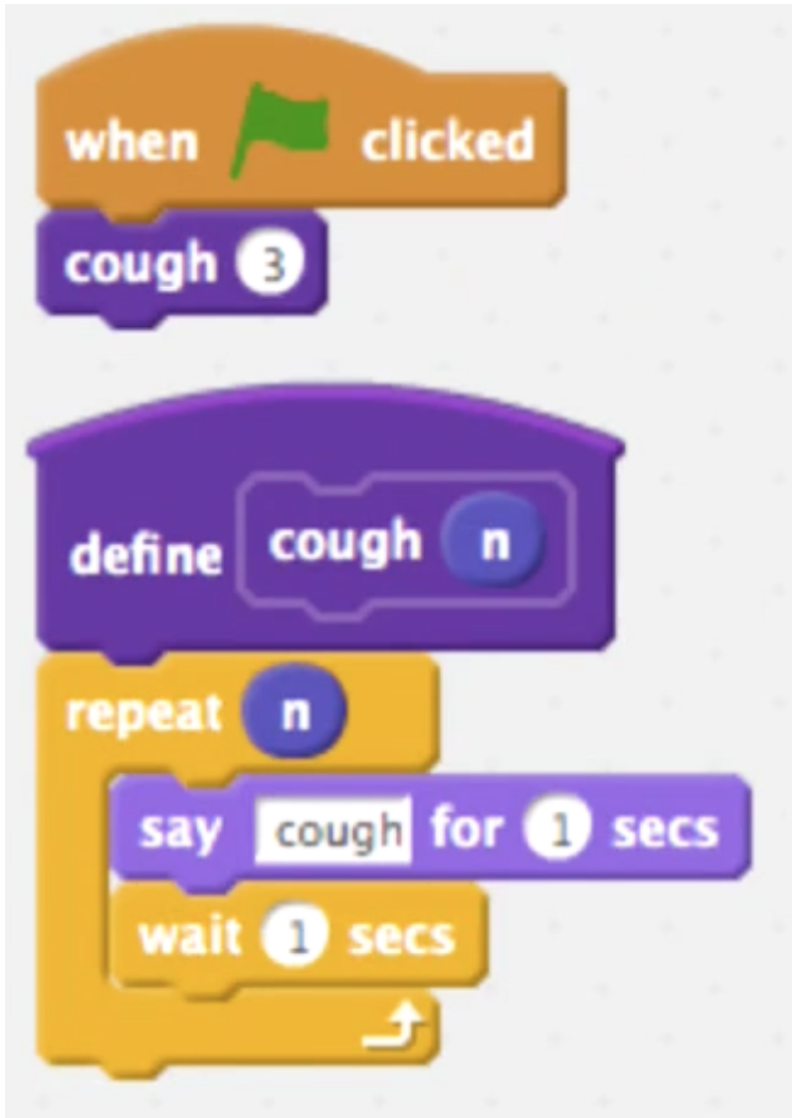 when clicked
cough 3
define cough n
repeat n
say cough for 1 secs
wait 1 secs